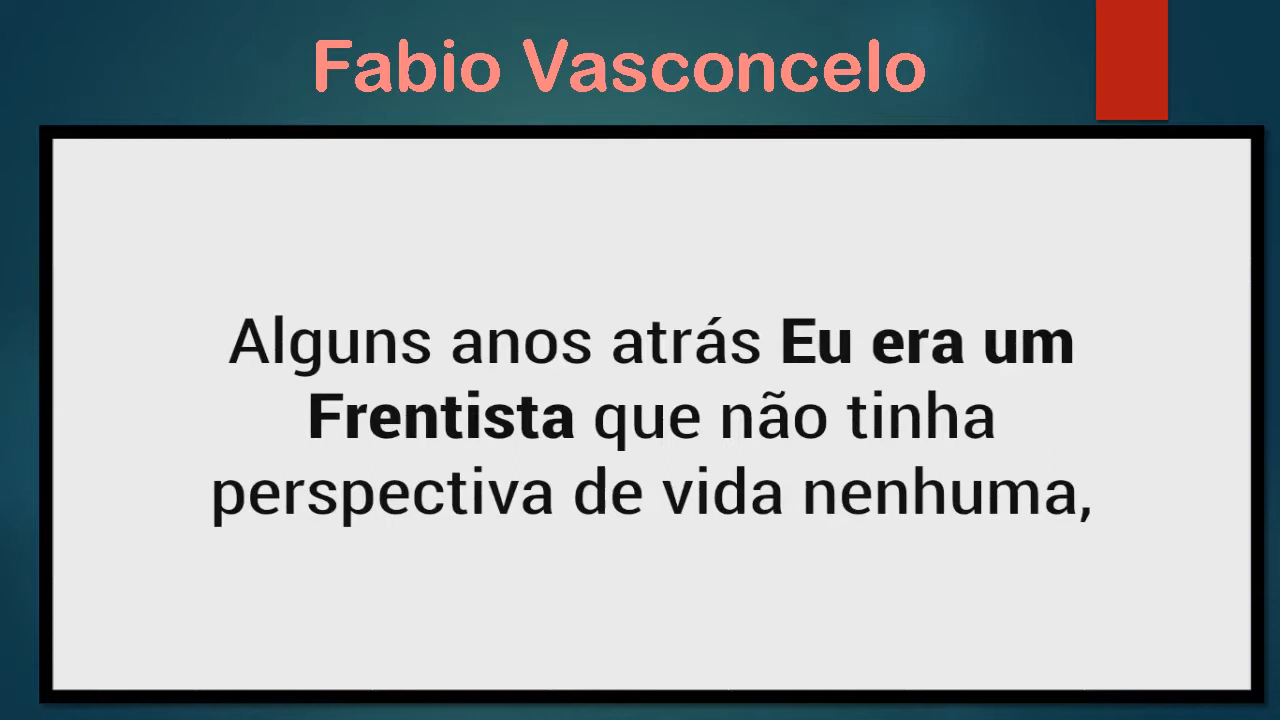 Fabio Vasconcelo
Alguns anos atrás Eu era um
Frentista que não tinha
perspectiva de vida nenhuma,